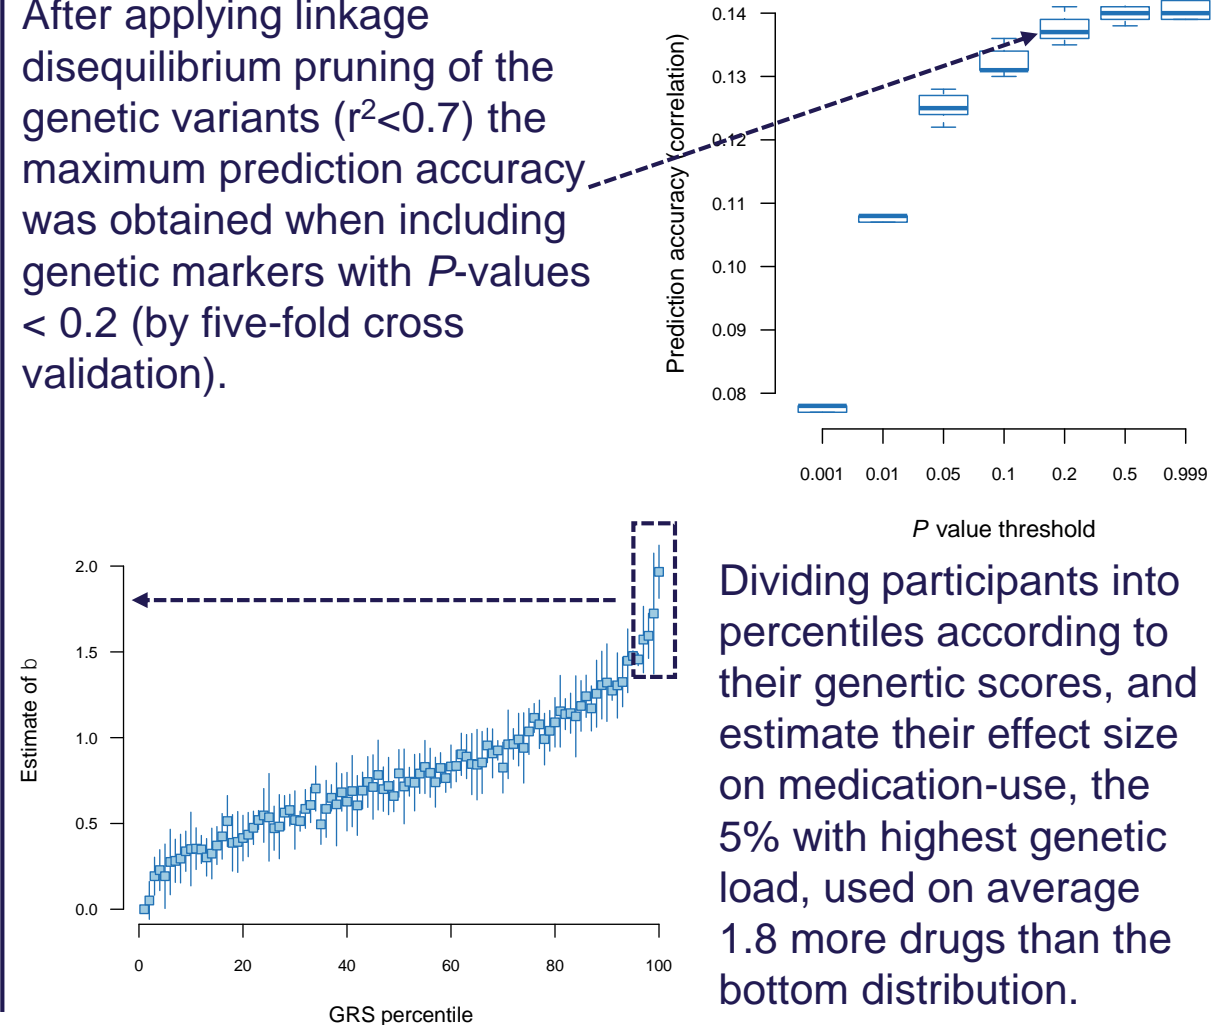 After applying linkage
disequilibrium pruning of the
genetic variants (r²<0.7) the
maximum prediction accuracy
was obtained when including
genetic markers with P-values
< 0.2 (by five-fold cross
validation).
Prediction accuracy (correlation)
0.14
0.13
0.12
0.11
0.10
0.09
0.08
0.001 0.01 0.05 0.1 0.2 0.5 0.999
P value threshold
Estimate of b
2.0
1.5
1.0
0.5
0.0
0 20 40 60 80 100
GRS percentile
Dividing participants into
percentiles according to
their genertic scores, and
estimate their effect size
on medication-use, the
5% with highest genetic
load, used on average
1.8 more drugs than the
bottom distribution.